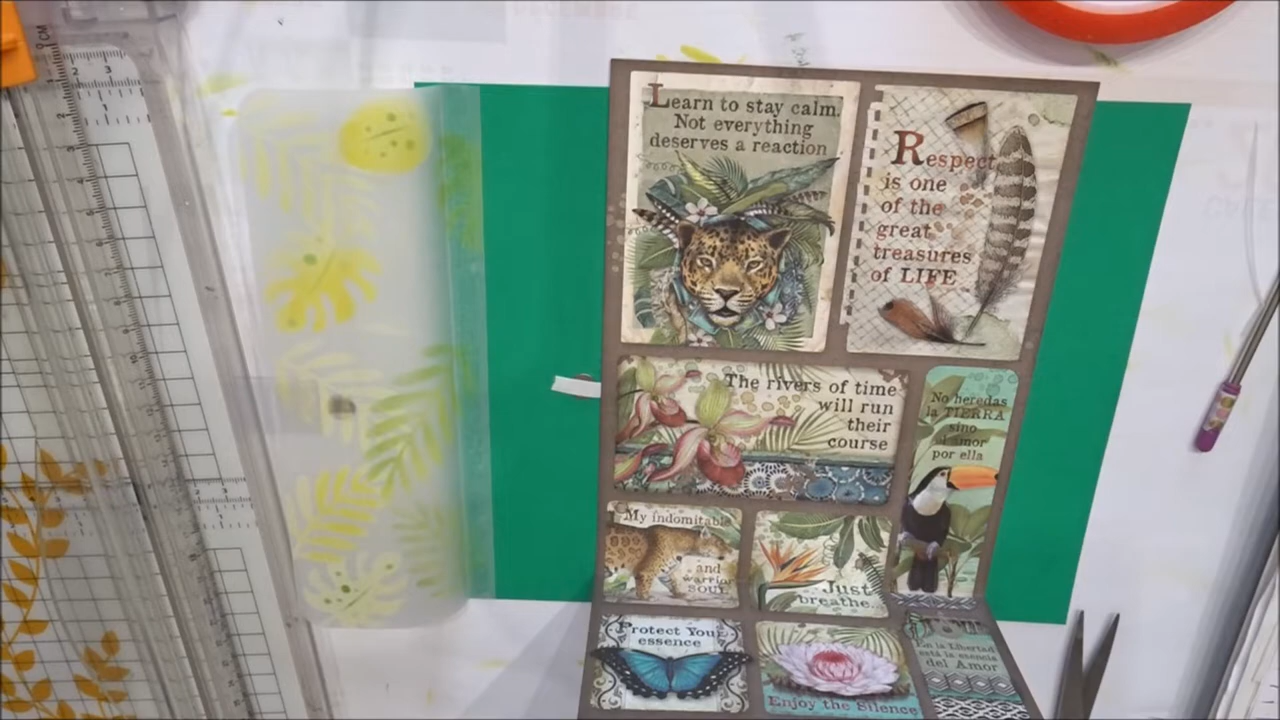 Learn to stay calm.
Not everything
deserves a reaction
Respect
is one
of the
great
treasures
of LIFE
The rivers of time
will run
their
course
No heredas
la TIERRA
sino
el amor
por ella
My indomitable
and
warrior
SOUL
Just
breathe.
Protect Your
essence
Enjoy the Silence
En la Libertad
está la esencia
del Amor